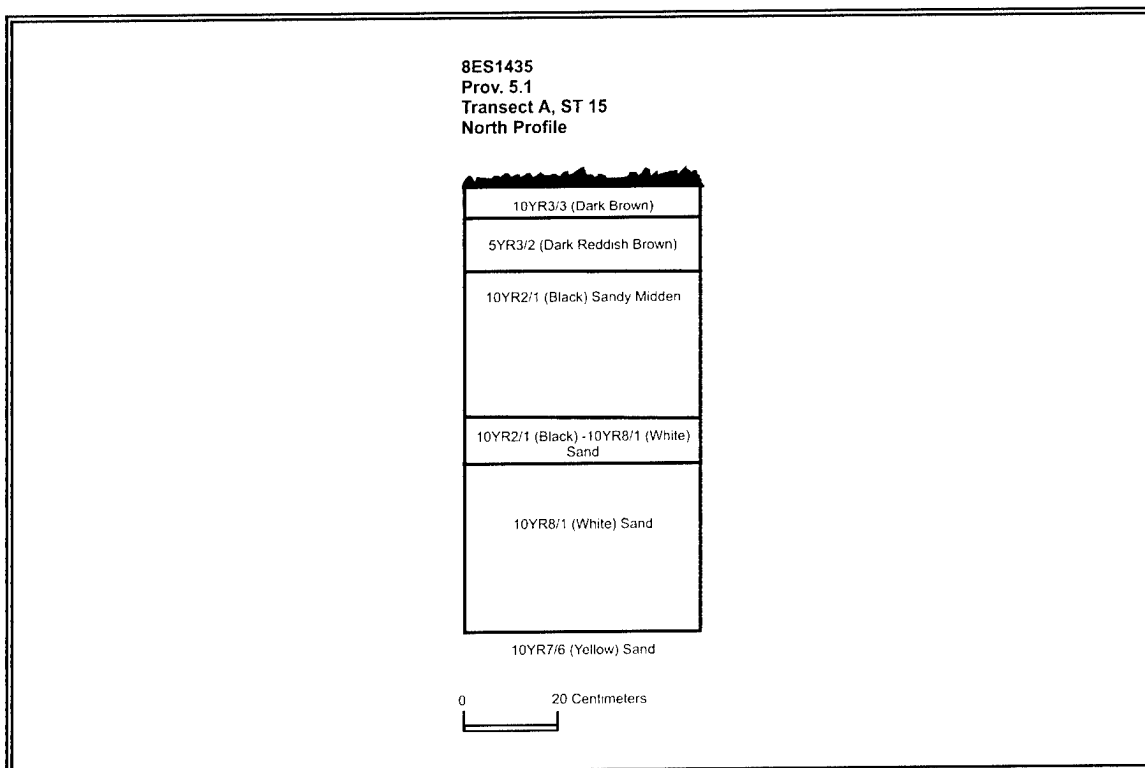 8ES1435
Prov. 5.1
Transect A, ST 15
North Profile
10YR3/3 (Dark Brown)
5YR3/2 (Dark Reddish Brown)
10YR2/1 (Black) Sandy Midden
10YR2/1 (Black) -10YR8/1 (White)
Sand
10YR8/1 (White) Sand
10YR7/6 (Yellow) Sand
0 20 Centimeters